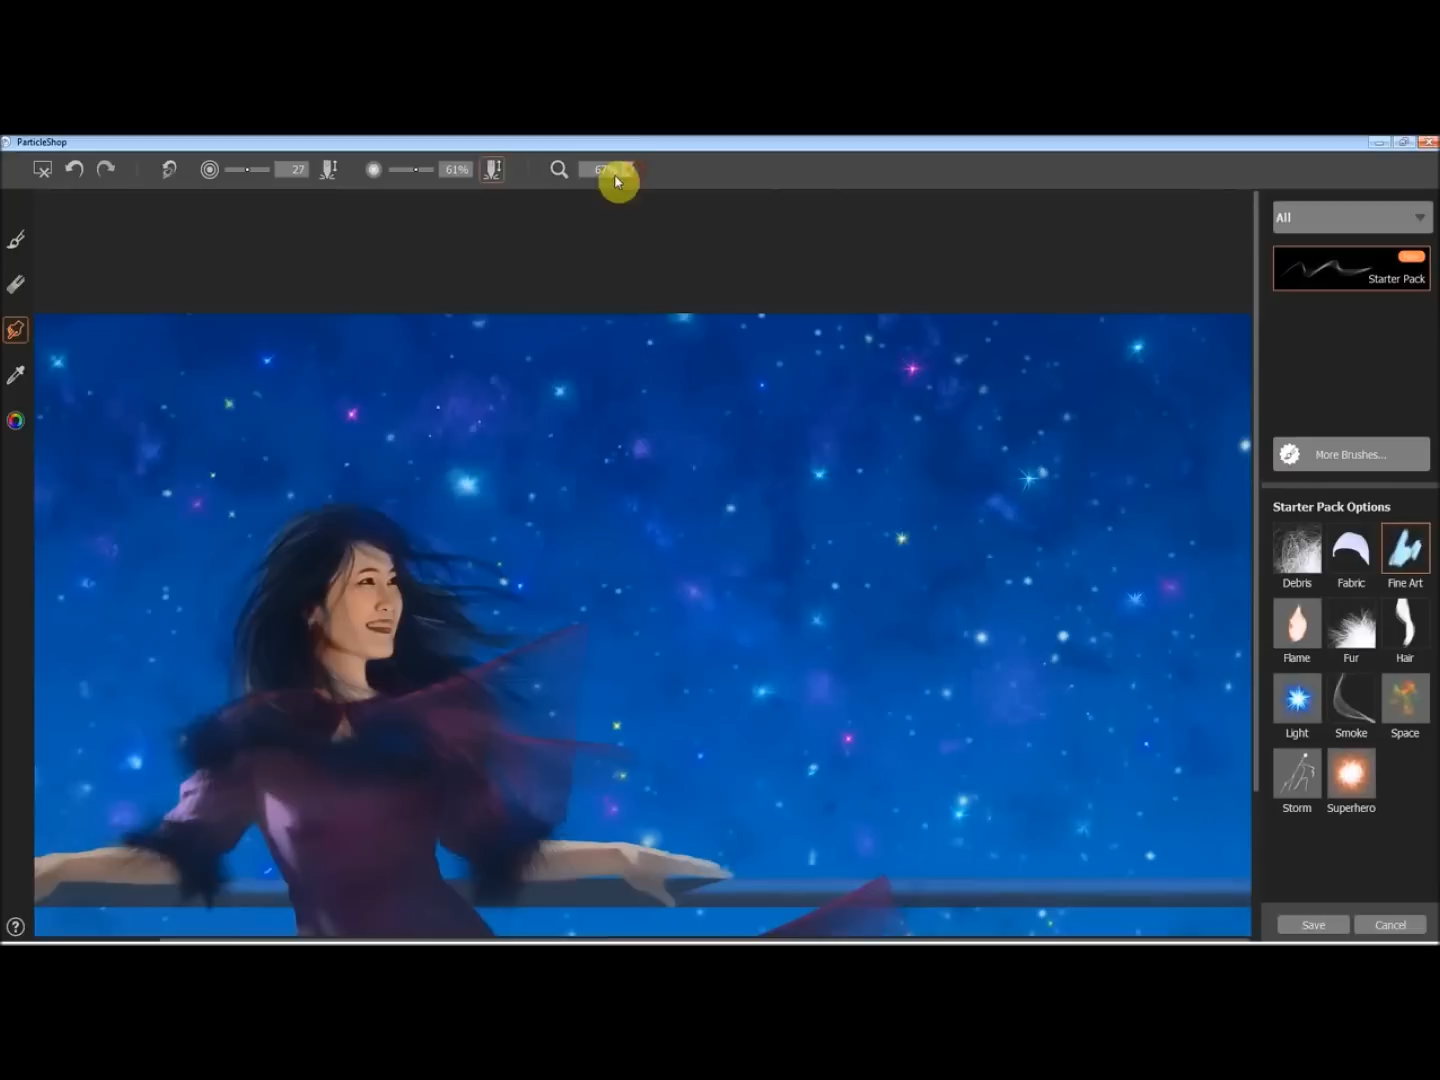 ParticleShop
27
61%
67%
All
Starter Pack
More Brushes...
Starter Pack Options
Debris
Fabric
Fine Art
Flame
Fur
Hair
Light
Smoke
Space
Storm
Superhero
?
Save
Cancel